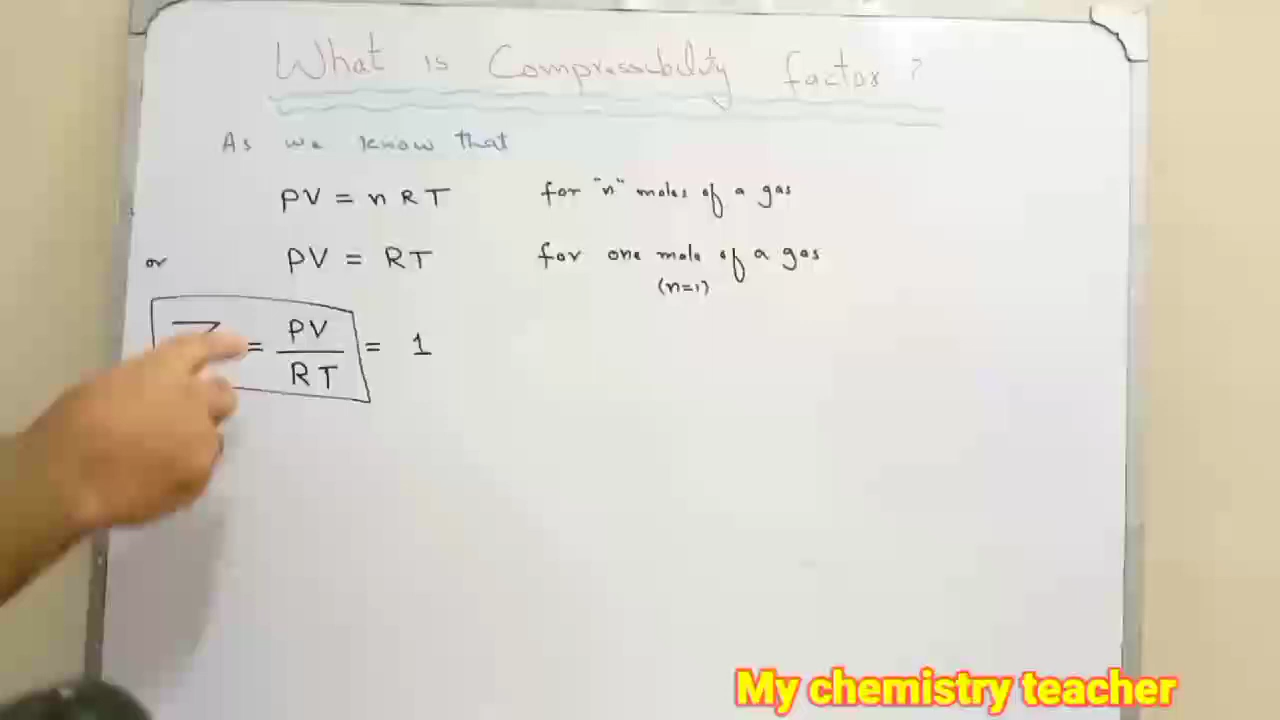 What is Compressibility factor ?
As we know that
PV = n R T for "n" moles of a gas
or PV = RT for one mole of a gas
(n=1)
Z = PV / RT = 1
My chemistry teacher